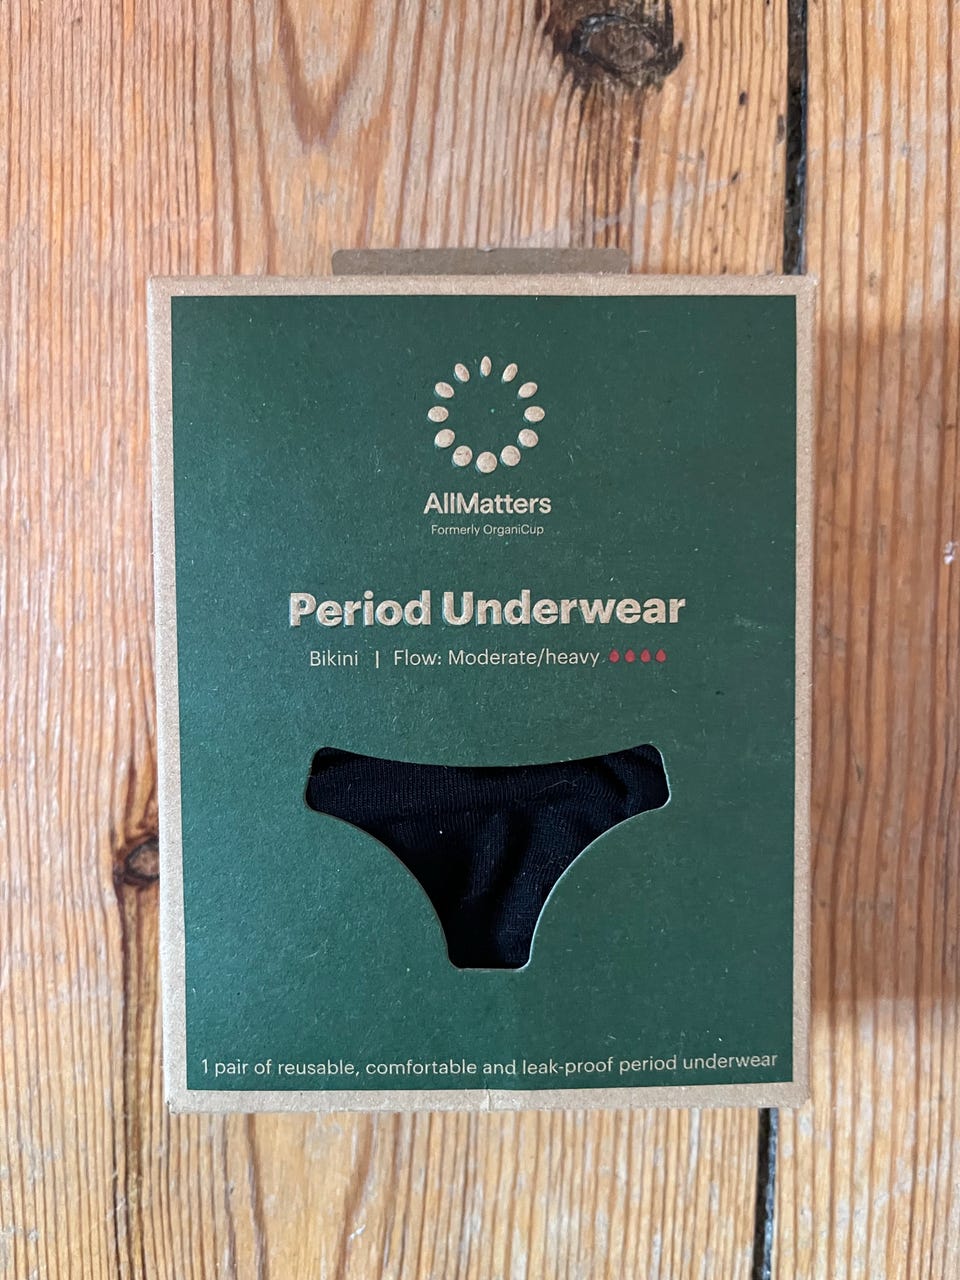 AllMatters
Formerly OrganiCup
Period Underwear
Bikini | Flow: Moderate/heavy
1 pair of reusable, comfortable and leak-proof period underwear